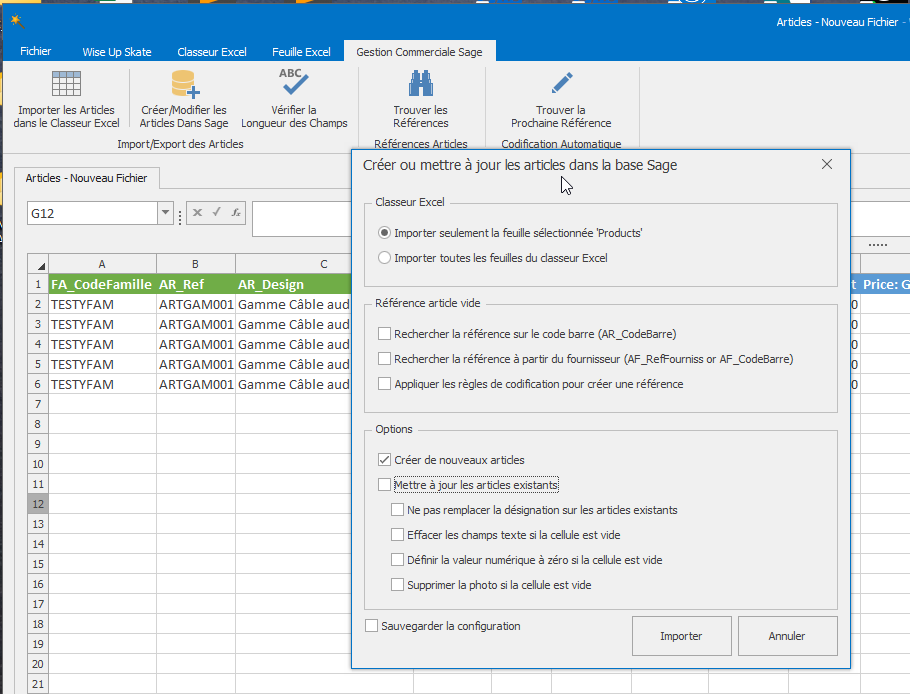 Articles - Nouveau Fichier -
Fichier
Wise Up Skate
Classeur Excel
Feuille Excel
Gestion Commerciale Sage
Importer les Articles
dans le Classeur Excel
Créer/Modifier les
Articles Dans Sage
ABC
Vérifier la
Longueur des Champs
Trouver les
Références
Trouver la
Prochaine Référence
Import/Export des Articles
Références Articles
Codification Automatique
Articles - Nouveau Fichier
G12
fx
A B C
1 FA_CodeFamille AR_Ref AR_Design t Price: G
2 TESTYFAM ARTGAM001 Gamme Câble aud 0
3 TESTYFAM ARTGAM001 Gamme Câble aud 0
4 TESTYFAM ARTGAM001 Gamme Câble aud 0
5 TESTYFAM ARTGAM001 Gamme Câble aud 0
6 TESTYFAM ARTGAM001 Gamme Câble aud 0
7
8
9
10
11
12
13
14
15
16
17
18
19
20
21
Créer ou mettre à jour les articles dans la base Sage
Classeur Excel
Importer seulement la feuille sélectionnée 'Products'
Importer toutes les feuilles du classeur Excel
Référence article vide
Rechercher la référence sur le code barre (AR_CodeBarre)
Rechercher la référence à partir du fournisseur (AF_RefFourniss or AF_CodeBarre)
Appliquer les règles de codification pour créer une référence
Options
Créer de nouveaux articles
Mettre à jour les articles existants
Ne pas remplacer la désignation sur les articles existants
Effacer les champs texte si la cellule est vide
Définir la valeur numérique à zéro si la cellule est vide
Supprimer la photo si la cellule est vide
Sauvegarder la configuration
Importer
Annuler